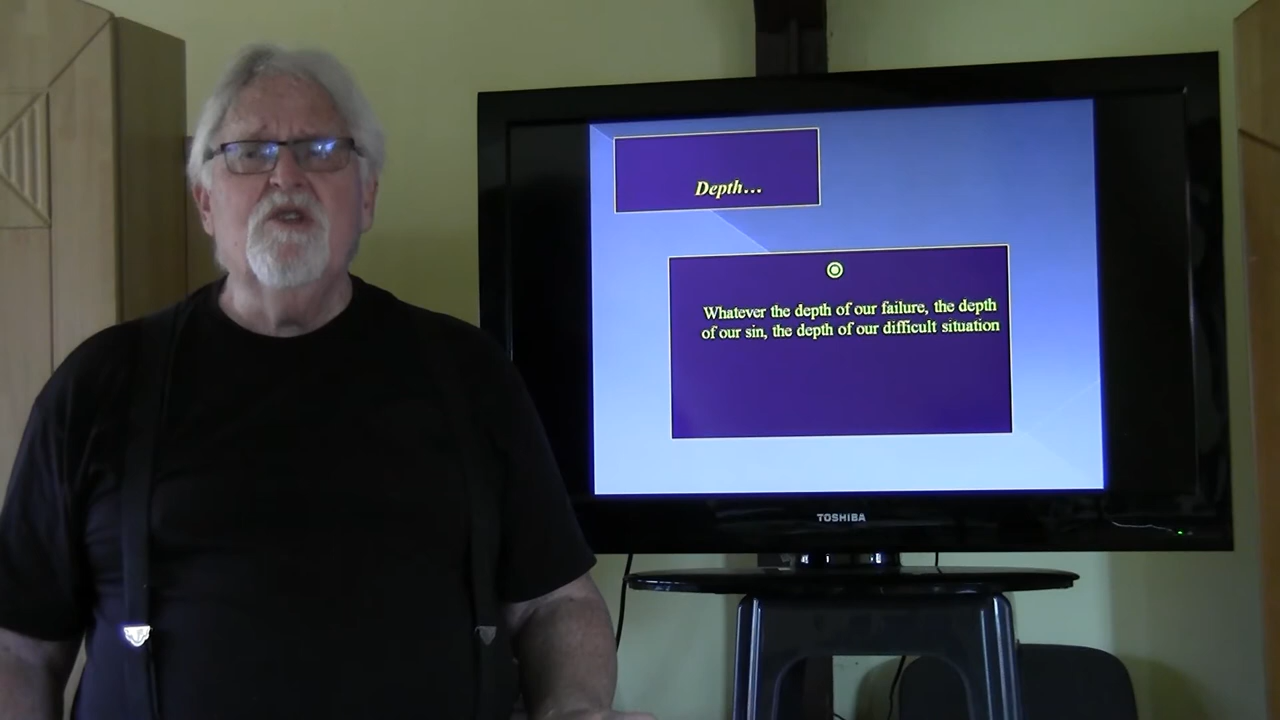 Depth...
Whatever the depth of our failure, the depth
of our sin, the depth of our difficult situation
TOSHIBA